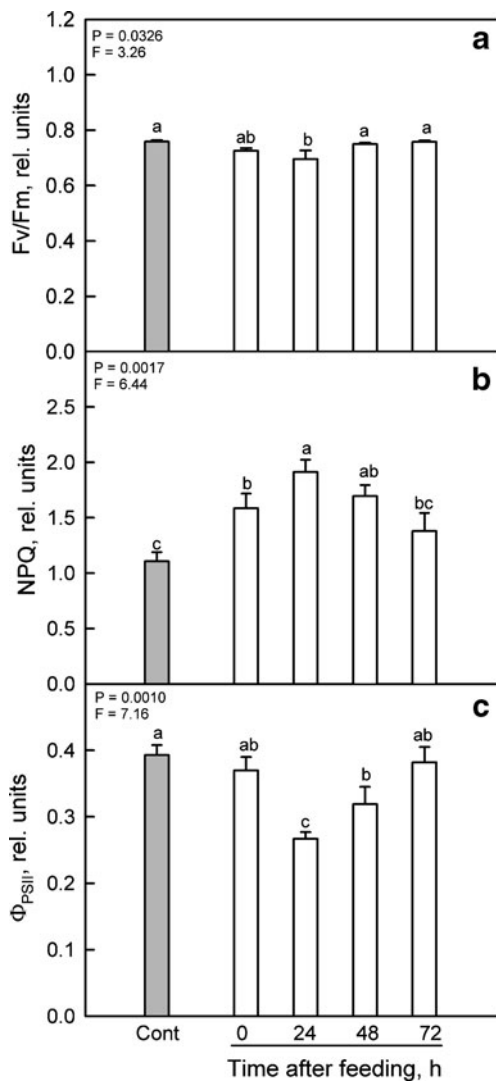 P = 0.0326
F = 3.26
a
1.2
1.0
0.8
0.6
0.4
0.2
0.0
Fv/Fm, rel. units
a
ab
b
a
a
P = 0.0017
F = 6.44
b
2.5
2.0
1.5
1.0
0.5
0.0
NPQ, rel. units
c
b
a
ab
bc
P = 0.0010
F = 7.16
c
0.4
0.3
0.2
0.1
0.0
ΦPSII, rel. units
a
ab
c
b
ab
Cont 0 24 48 72
Time after feeding, h